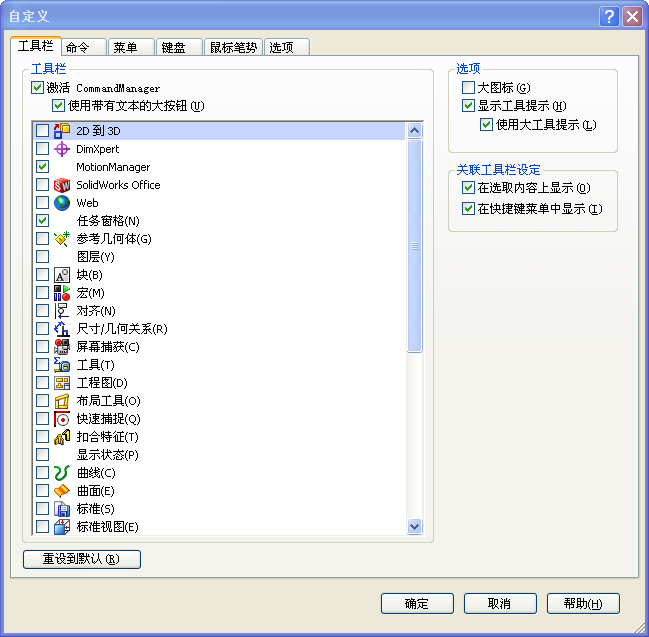 自定义
工具栏 命令 菜单 键盘 鼠标笔势 选项
工具栏
激活 CommandManager
使用带有文本的大按钮(U)
2D 到 3D
DimXpert
MotionManager
SolidWorks Office
Web
任务窗格(N)
参考几何体(G)
图层(Y)
块(B)
宏(M)
对齐(N)
尺寸/几何关系(R)
屏幕捕获(C)
工具(T)
工程图(D)
布局工具(O)
快速捕捉(Q)
扣合特征(T)
显示状态(P)
曲线(C)
曲面(E)
标准(S)
标准视图(E)
重设到默认(R)
选项
大图标(G)
显示工具提示(H)
使用大工具提示(L)
关联工具栏设定
在选取内容上显示(O)
在快捷键菜单中显示(I)
确定 取消 帮助(H)